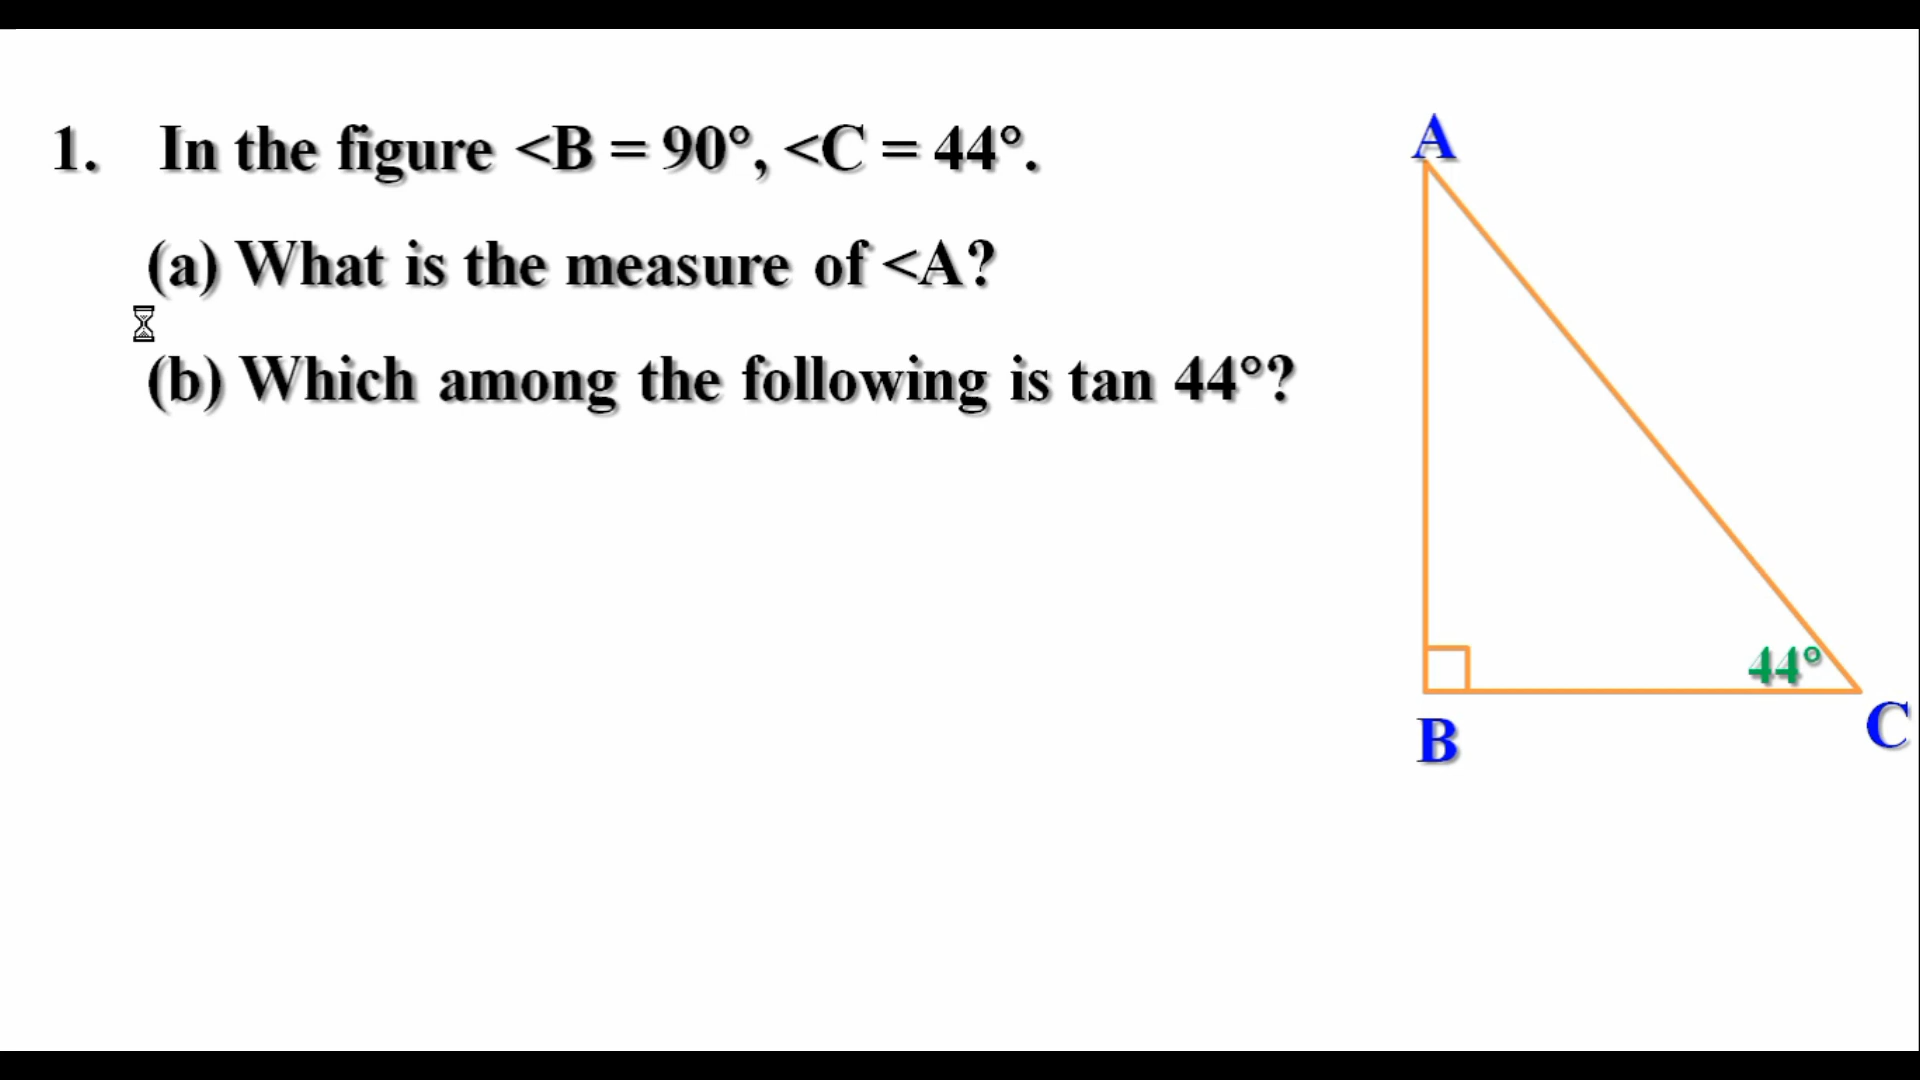 1. In the figure <B = 90°, <C = 44°.
(a) What is the measure of <A?
(b) Which among the following is tan 44°?
A
44°
B
C